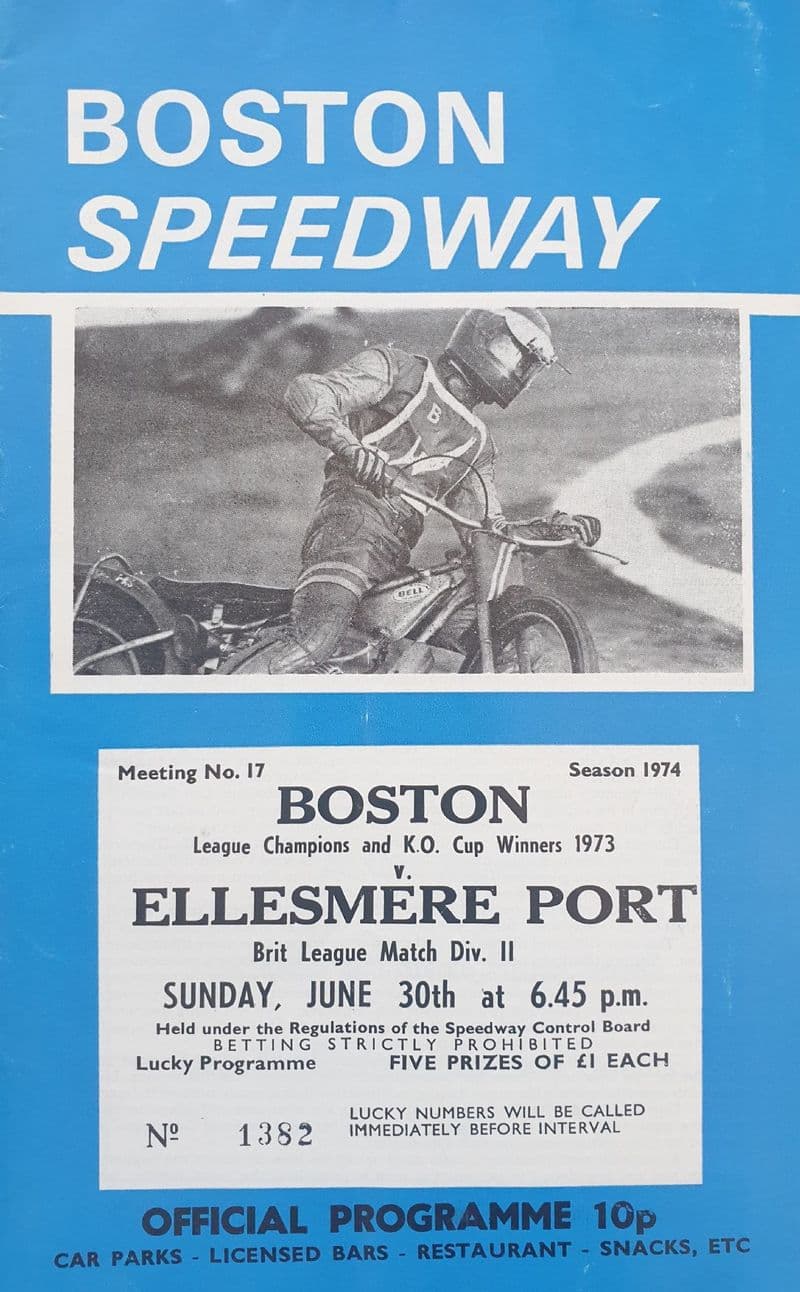 BOSTON
SPEEDWAY
B
BELL
Meeting No. 17 Season 1974
BOSTON
League Champions and K.O. Cup Winners 1973
v.
ELLESMERE PORT
Brit League Match Div. II
SUNDAY, JUNE 30th at 6.45 p.m.
Held under the Regulations of the Speedway Control Board
BETTING STRICTLY PROHIBITED
Lucky Programme FIVE PRIZES OF £1 EACH
LUCKY NUMBERS WILL BE CALLED
Nº 1382 IMMEDIATELY BEFORE INTERVAL
OFFICIAL PROGRAMME 10p
CAR PARKS - LICENSED BARS - RESTAURANT - SNACKS, ETC